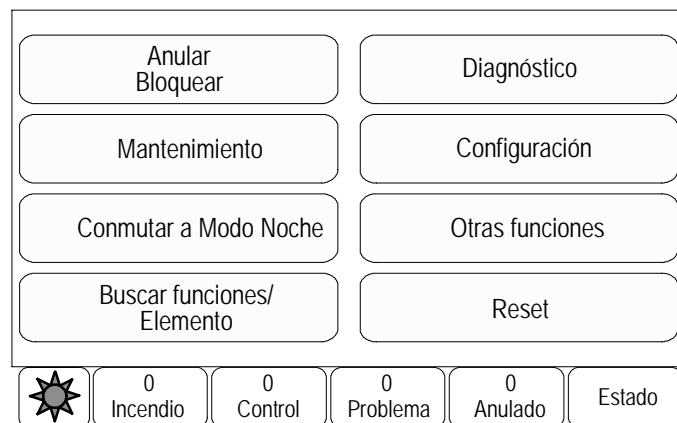 Anular
Bloquear
Diagnóstico
Mantenimiento
Configuración
Conmutar a Modo Noche
Otras funciones
Buscar funciones/
Elemento
Reset
0
Incendio
0
Control
0
Problema
0
Anulado
Estado